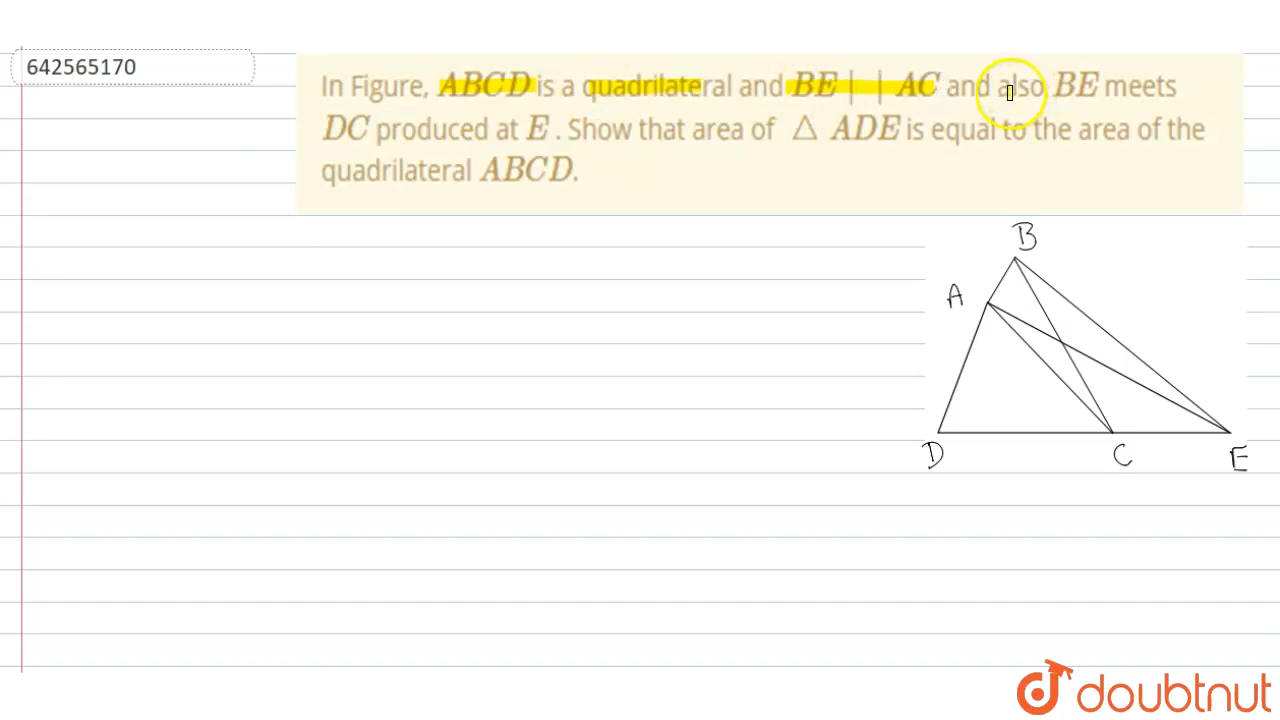 642565170
In Figure, ABCD is a quadrilateral and BE | | AC and also BE meets
DC produced at E . Show that area of △ ADE is equal to the area of the
quadrilateral ABCD.
B
A
D C E
doubtnut